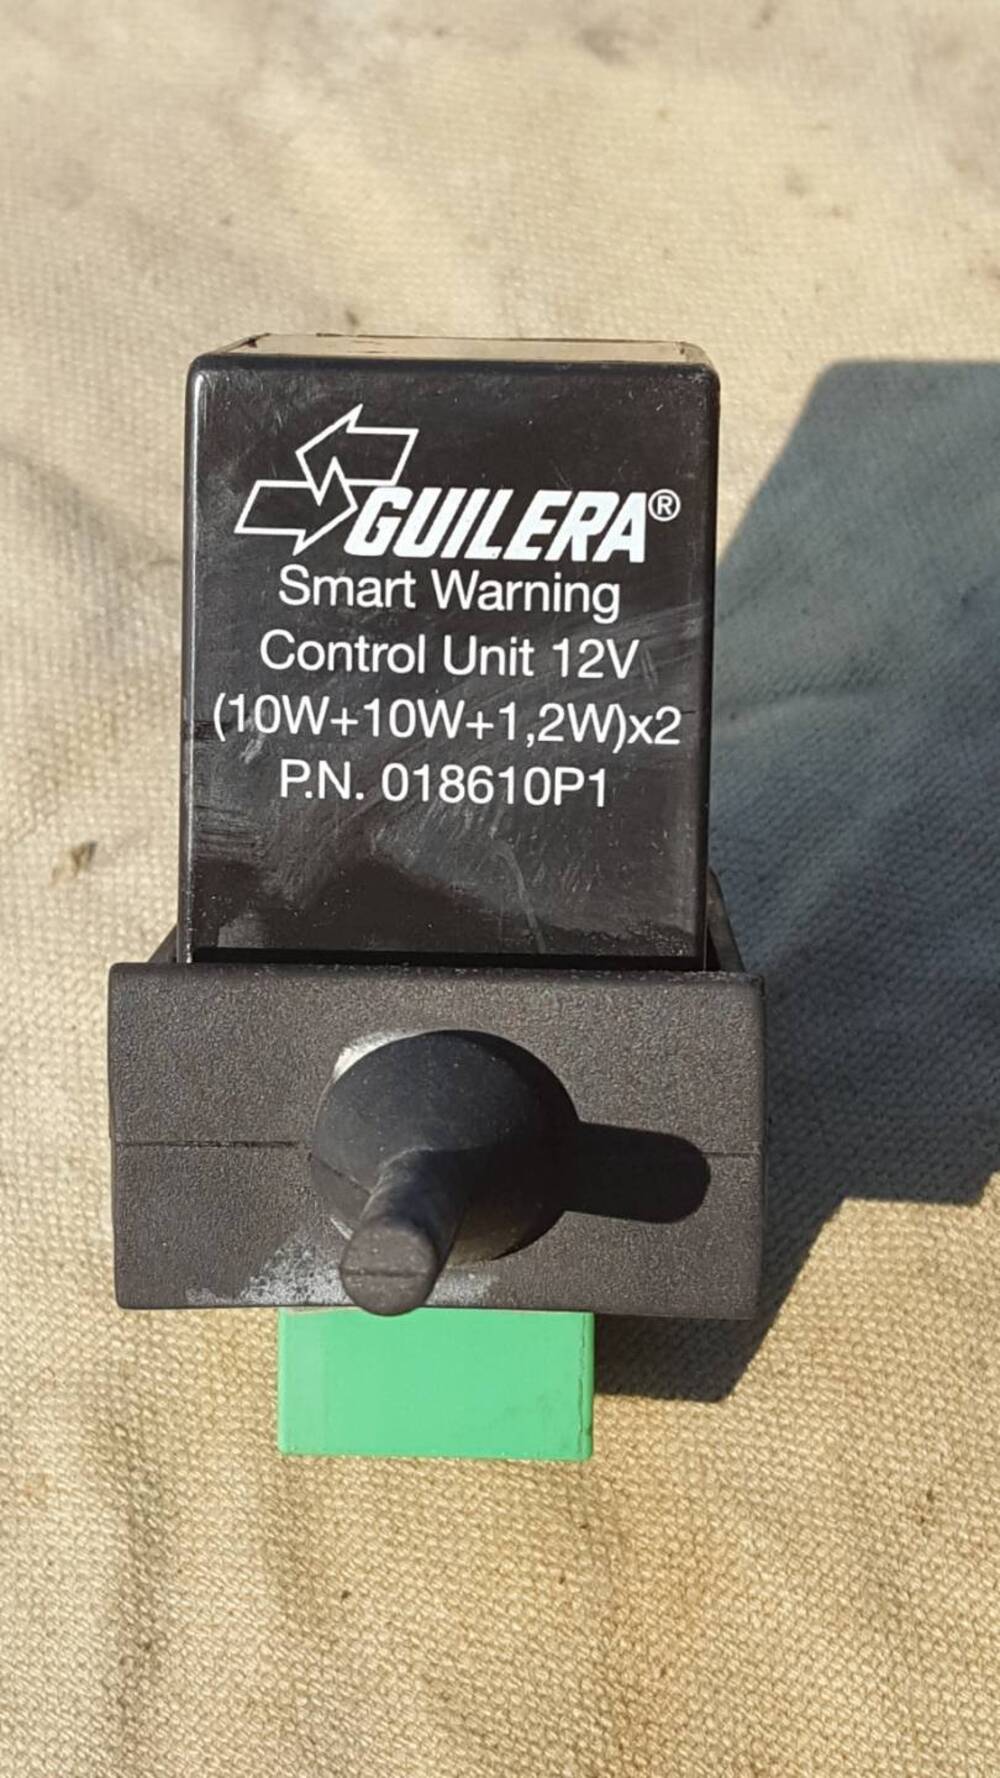 GUILERA®
Smart Warning
Control Unit 12V
(10W+10W+1,2W)x2
P.N. 018610P1